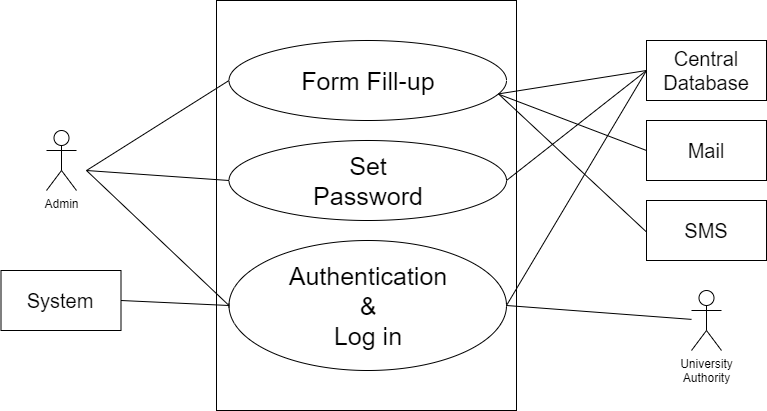 Form Fill-up
Central
Database
Mail
Set
Password
Admin
SMS
System
Authentication
&
Log in
University
Authority